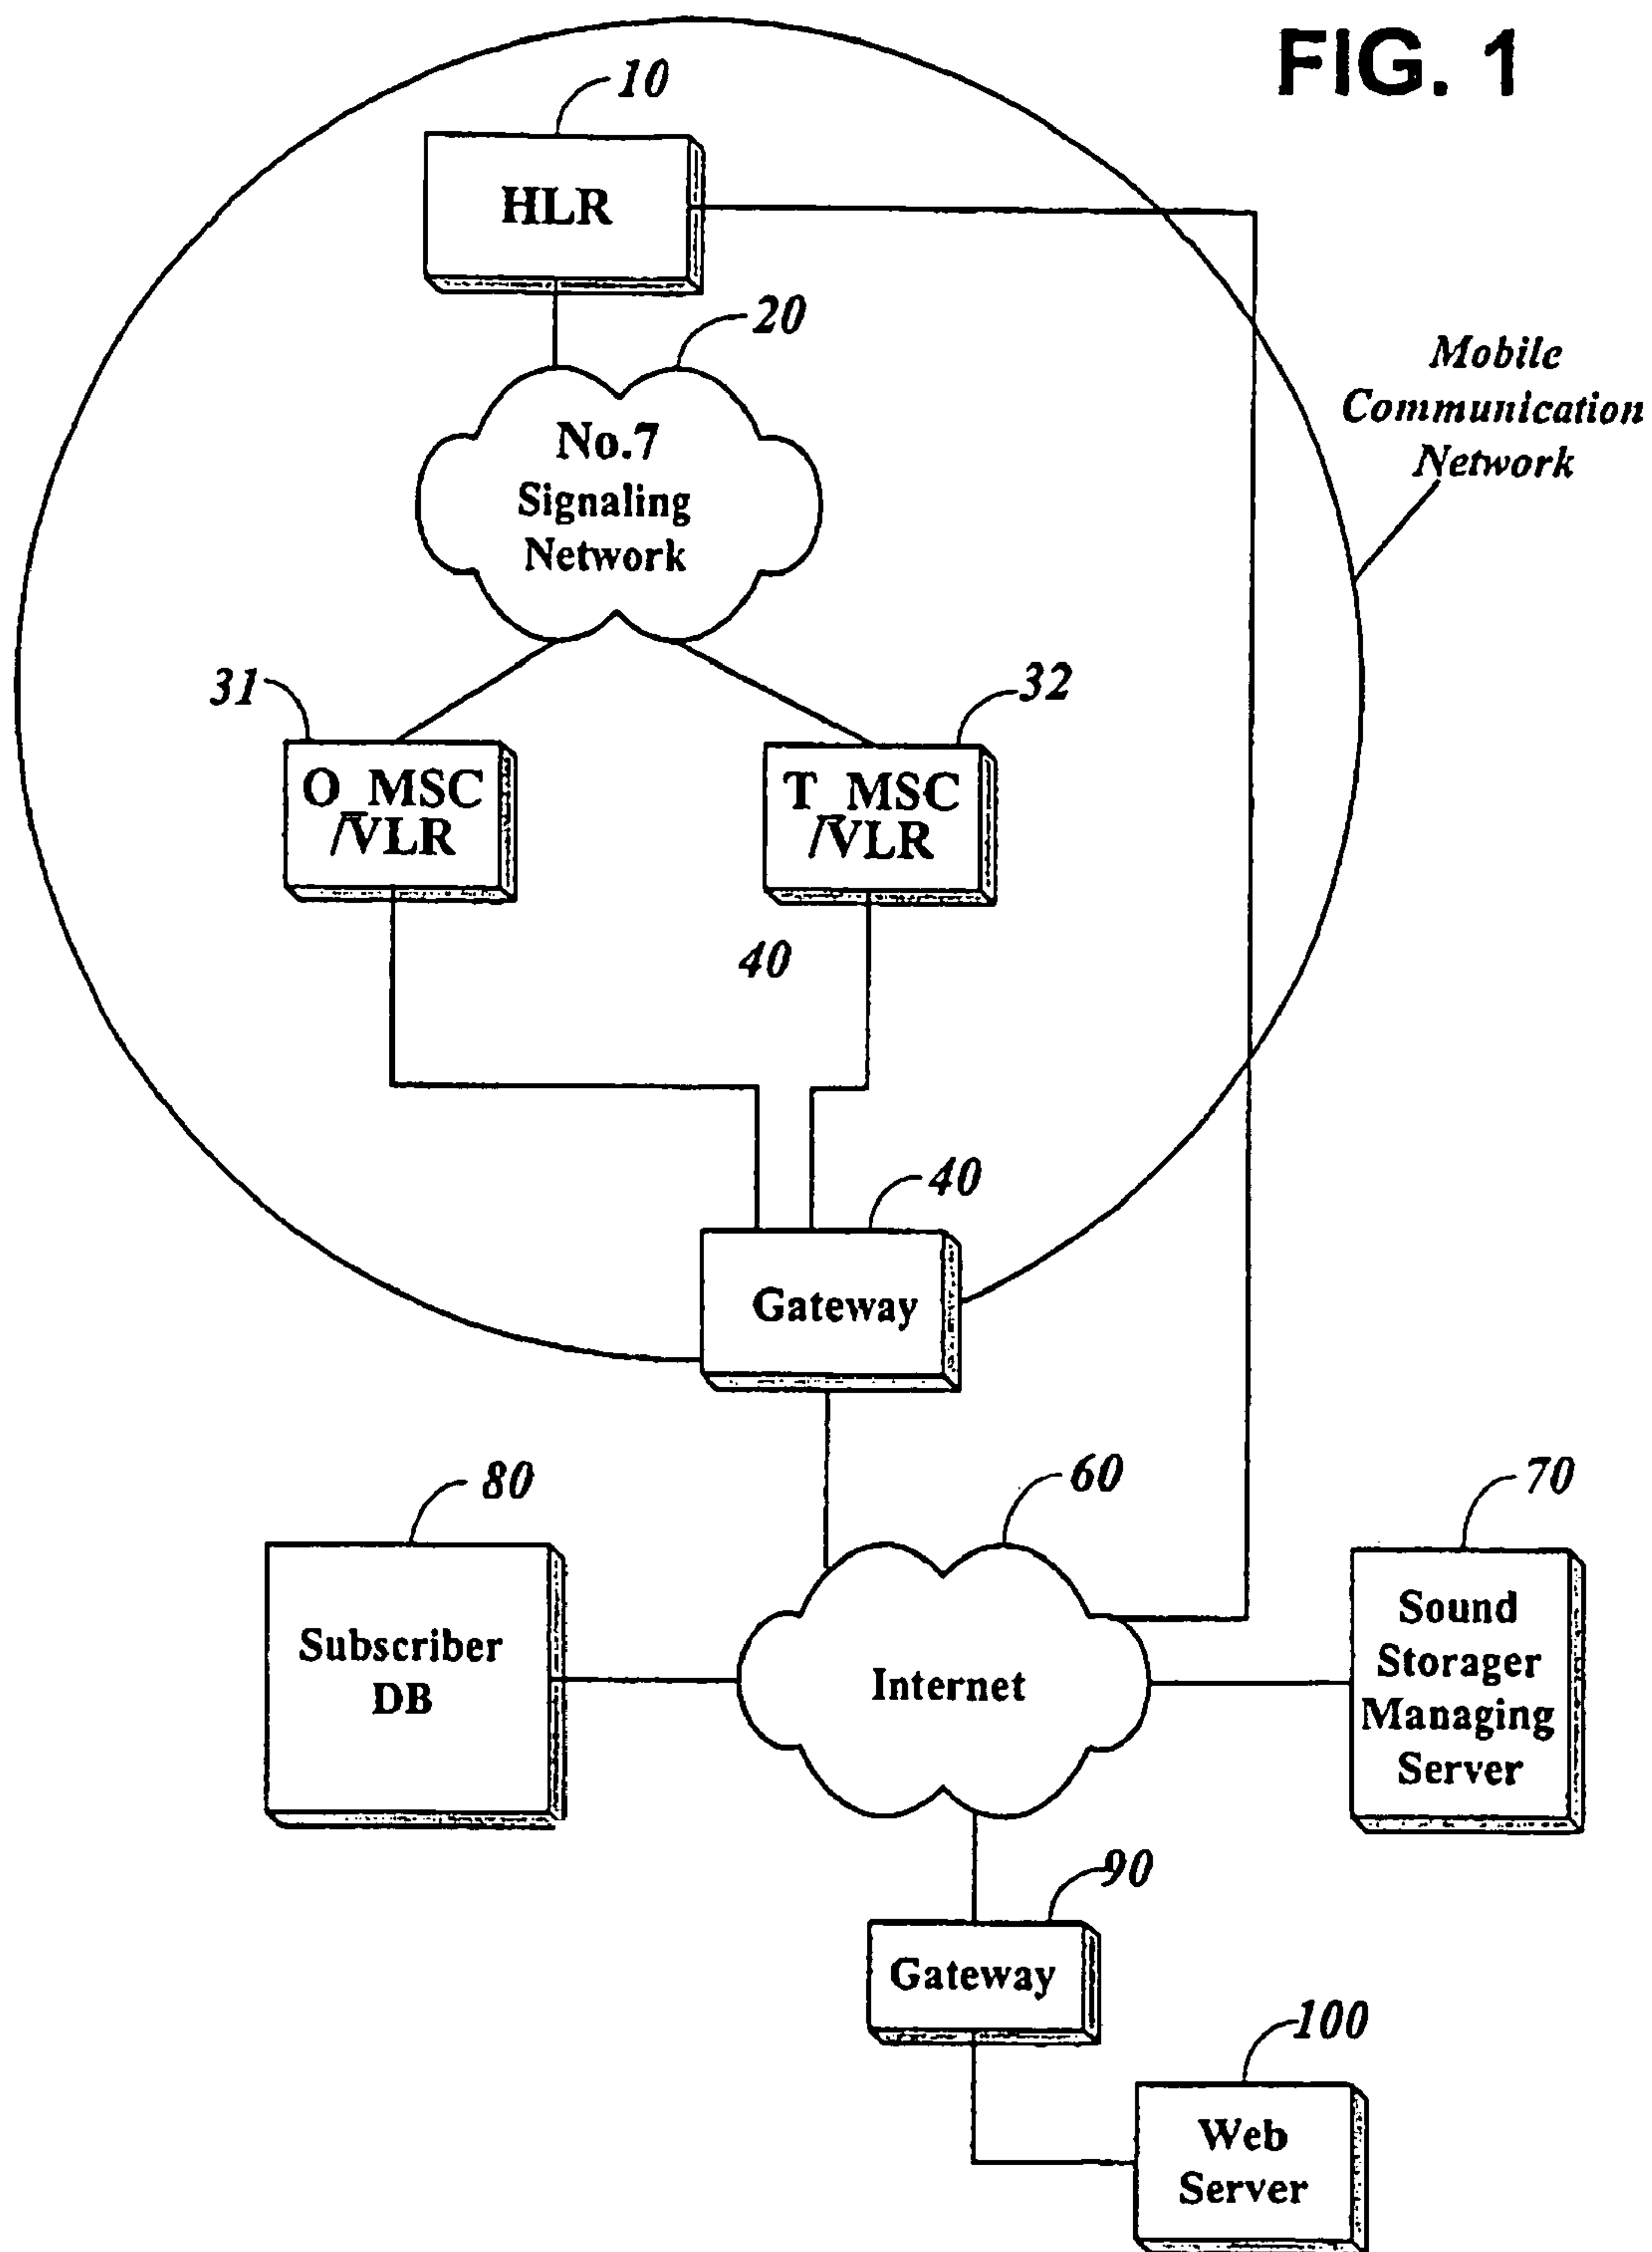 FIG. 1
10
HLR
20
No.7
Signaling
Network
Mobile
Communication
Network
31
32
O_MSC
/VLR
T_MSC
/VLR
40
40
Gateway
80
60
70
Subscriber
DB
Internet
Sound
Storager
Managing
Server
90
Gateway
100
Web
Server